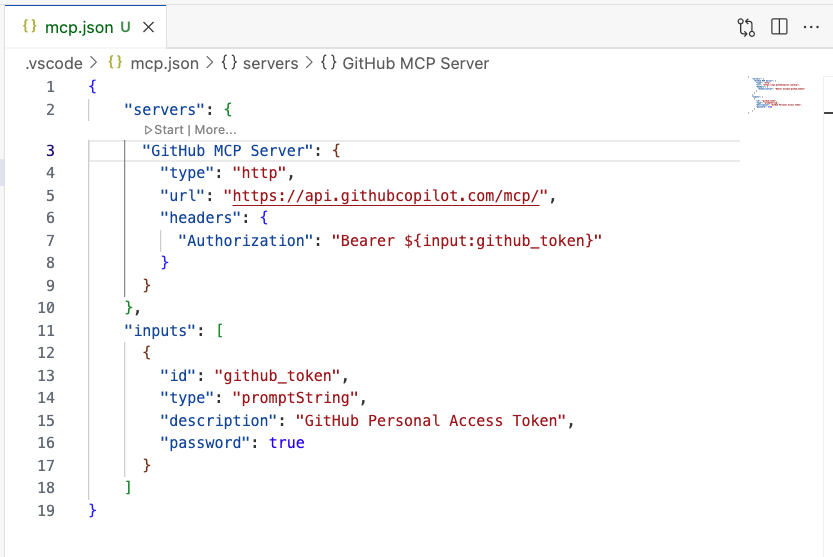 {} mcp.json U ×
.vscode > {} mcp.json > {} servers > {} GitHub MCP Server
1 {
2     "servers": {
▷Start | More...
3       "GitHub MCP Server": {
4         "type": "http",
5         "url": "https://api.githubcopilot.com/mcp/",
6         "headers": {
7           "Authorization": "Bearer ${input:github_token}"
8         }
9       }
10     },
11     "inputs": [
12       {
13         "id": "github_token",
14         "type": "promptString",
15         "description": "GitHub Personal Access Token",
16         "password": true
17       }
18     ]
19 }